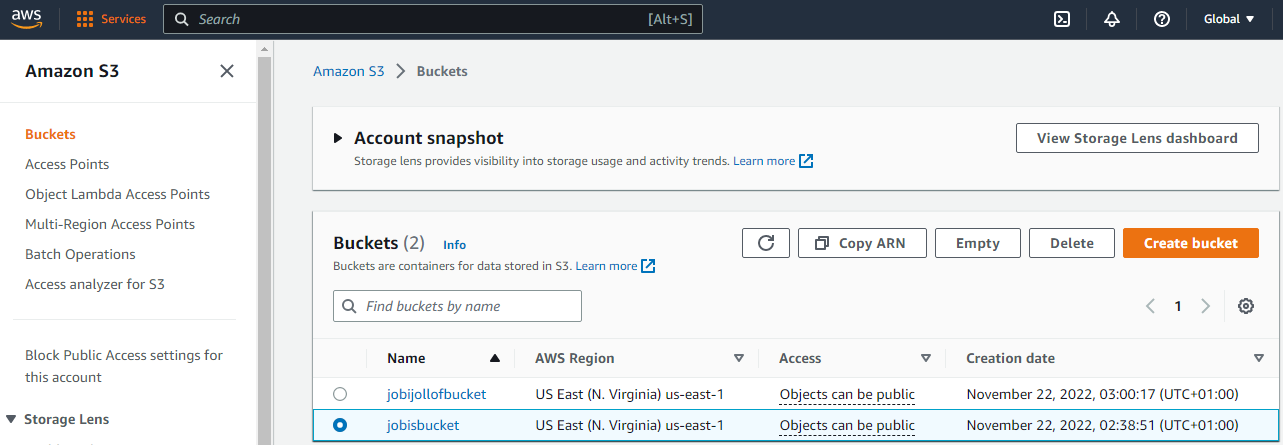 aws Services Search [Alt+S] Global
Amazon S3
Buckets
Access Points
Object Lambda Access Points
Multi-Region Access Points
Batch Operations
Access analyzer for S3
Block Public Access settings for
this account
Storage Lens
Amazon S3 Buckets
Account snapshot View Storage Lens dashboard
Storage lens provides visibility into storage usage and activity trends. Learn more
Buckets (2) Info Copy ARN Empty Delete Create bucket
Buckets are containers for data stored in S3. Learn more
Find buckets by name 1
Name AWS Region Access Creation date
jobijollofbucket US East (N. Virginia) us-east-1 Objects can be public November 22, 2022, 03:00:17 (UTC+01:00)
jobisbucket US East (N. Virginia) us-east-1 Objects can be public November 22, 2022, 02:38:51 (UTC+01:00)